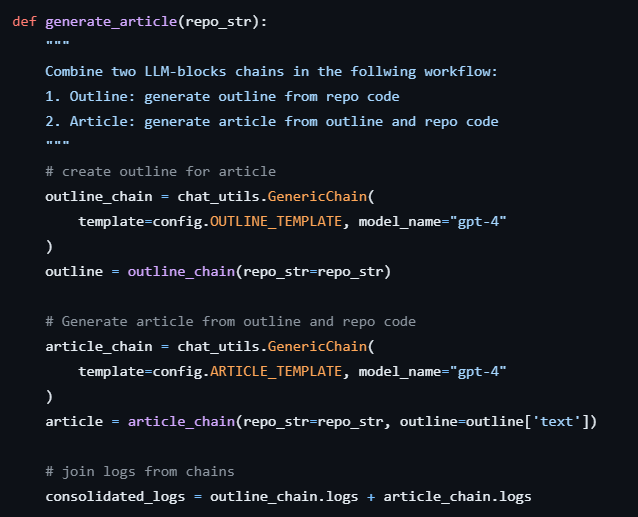 def generate_article(repo_str):
    """
    Combine two LLM-blocks chains in the follwing workflow:
    1. Outline: generate outline from repo code
    2. Article: generate article from outline and repo code
    """
    # create outline for article
    outline_chain = chat_utils.GenericChain(
        template=config.OUTLINE_TEMPLATE, model_name="gpt-4"
    )
    outline = outline_chain(repo_str=repo_str)

    # Generate article from outline and repo code
    article_chain = chat_utils.GenericChain(
        template=config.ARTICLE_TEMPLATE, model_name="gpt-4"
    )
    article = article_chain(repo_str=repo_str, outline=outline['text'])

    # join logs from chains
    consolidated_logs = outline_chain.logs + article_chain.logs